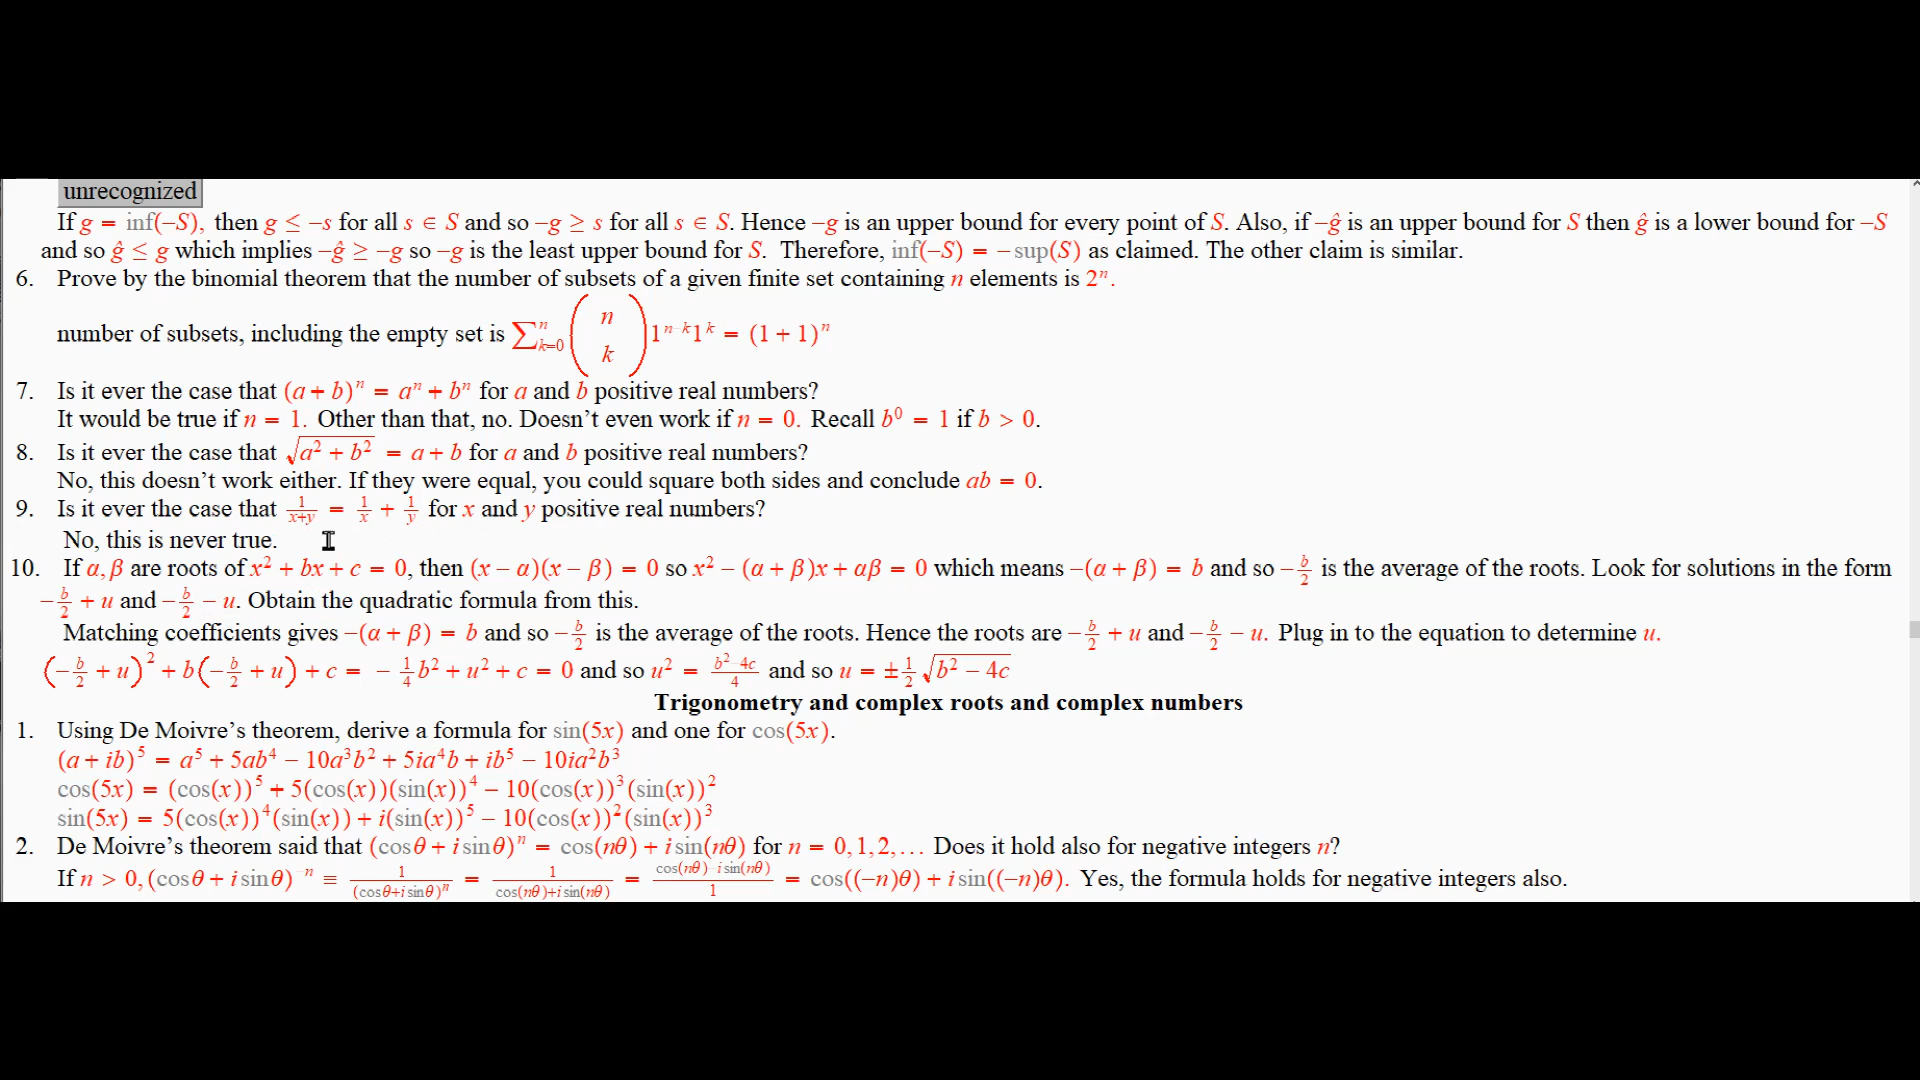 unrecognized
If g = inf(−S), then g ≤ −s for all s ∈ S and so −g ≥ s for all s ∈ S. Hence −g is an upper bound for every point of S. Also, if −ĝ is an upper bound for S then ĝ is a lower bound for −S
and so ĝ ≤ g which implies −ĝ ≥ −g so −g is the least upper bound for S. Therefore, inf(−S) = −sup(S) as claimed. The other claim is similar.
6. Prove by the binomial theorem that the number of subsets of a given finite set containing n elements is 2ⁿ.
number of subsets, including the empty set is ∑ⁿₖ₌₀ (n k) 1ⁿ⁻ᵏ1ᵏ = (1 + 1)ⁿ
7. Is it ever the case that (a + b)ⁿ = aⁿ + bⁿ for a and b positive real numbers?
It would be true if n = 1. Other than that, no. Doesn't even work if n = 0. Recall b⁰ = 1 if b > 0.
8. Is it ever the case that √(a² + b²) = a + b for a and b positive real numbers?
No, this doesn't work either. If they were equal, you could square both sides and conclude ab = 0.
9. Is it ever the case that 1/(x+y) = 1/x + 1/y for x and y positive real numbers?
No, this is never true.
10. If α,β are roots of x² + bx + c = 0, then (x − α)(x − β) = 0 so x² − (α + β)x + αβ = 0 which means −(α + β) = b and so −b/2 is the average of the roots. Look for solutions in the form
−b/2 + u and −b/2 − u. Obtain the quadratic formula from this.
Matching coefficients gives −(α + β) = b and so −b/2 is the average of the roots. Hence the roots are −b/2 + u and −b/2 − u. Plug in to the equation to determine u.
(−b/2 + u)² + b(−b/2 + u) + c = −1/4b² + u² + c = 0 and so u² = (b²−4c)/4 and so u = ±1/2√(b² − 4c)
Trigonometry and complex roots and complex numbers
1. Using De Moivre's theorem, derive a formula for sin(5x) and one for cos(5x).
(a + ib)⁵ = a⁵ + 5ab⁴ − 10a³b² + 5ia⁴b + ib⁵ − 10ia²b³
cos(5x) = (cos(x))⁵ + 5(cos(x))(sin(x))⁴ − 10(cos(x))³(sin(x))²
sin(5x) = 5(cos(x))⁴(sin(x)) + i(sin(x))⁵ − 10(cos(x))²(sin(x))³
2. De Moivre's theorem said that (cosθ + i sinθ)ⁿ = cos(nθ) + i sin(nθ) for n = 0,1,2,… Does it hold also for negative integers n?
If n > 0, (cosθ + i sinθ)⁻ⁿ ≡ 1/(cosθ+i sinθ)ⁿ = 1/(cos(nθ)+i sin(nθ)) = (cos(nθ)−i sin(nθ))/1 = cos((−n)θ) + i sin((−n)θ). Yes, the formula holds for negative integers also.